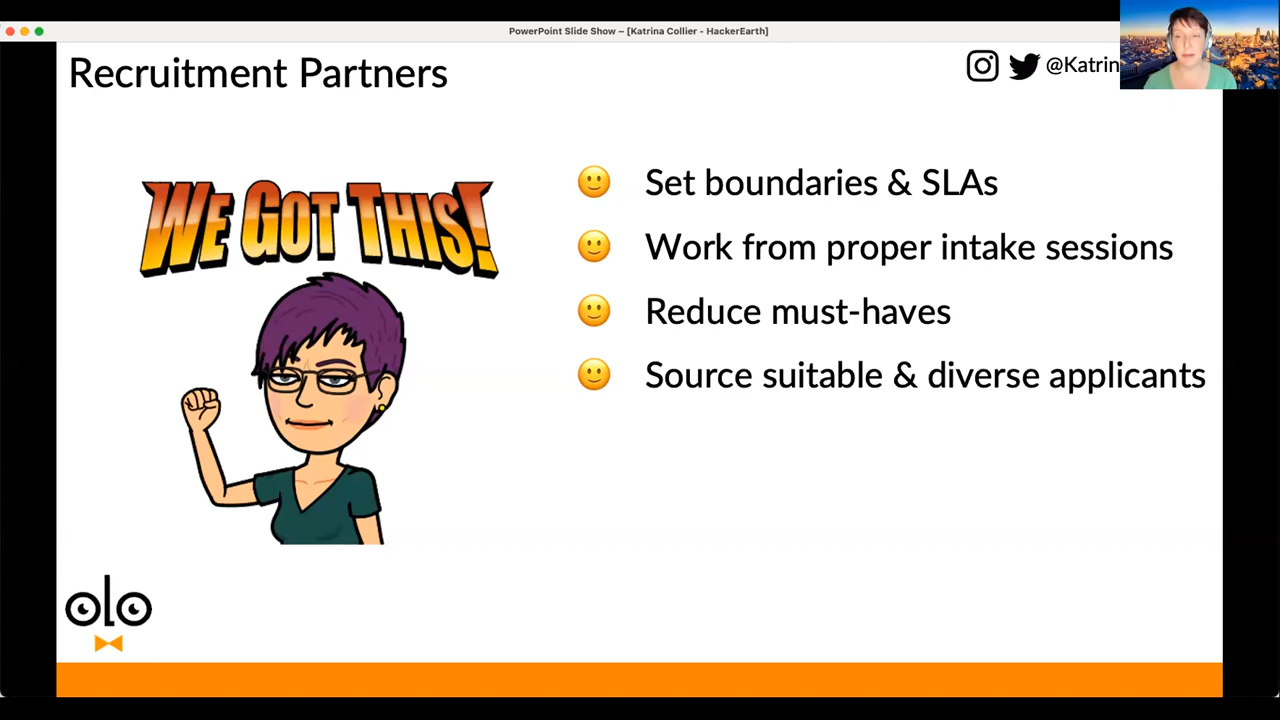 PowerPoint Slide Show – [Katrina Collier - HackerEarth]
Recruitment Partners
@Katrin
WE GOT THIS!
Set boundaries & SLAs
Work from proper intake sessions
Reduce must-haves
Source suitable & diverse applicants
olo